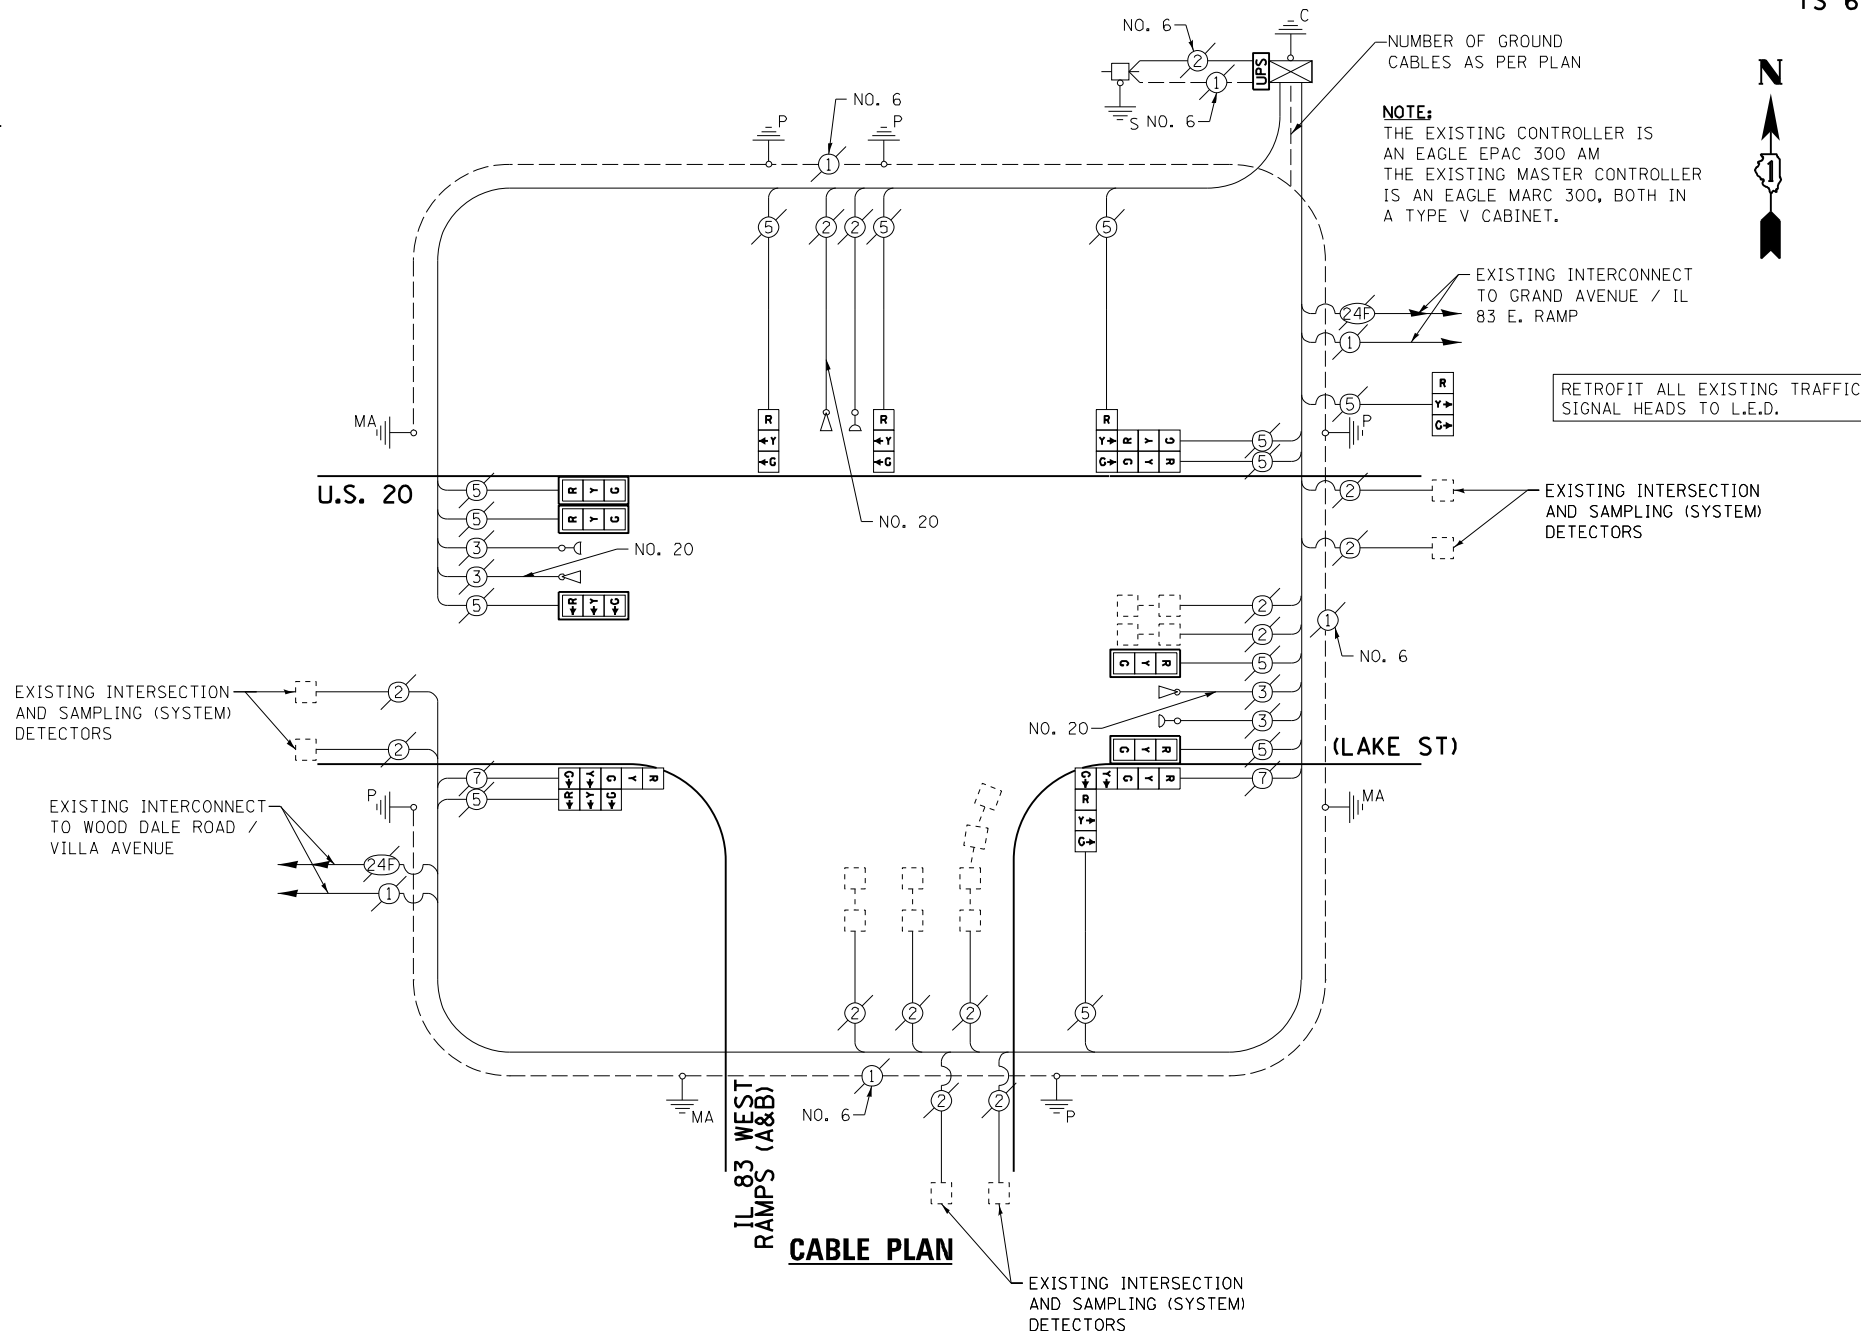 TS 6
NO. 6
C
2
UPS
1
S NO. 6
NUMBER OF GROUND
CABLES AS PER PLAN
N
1
NOTE:
THE EXISTING CONTROLLER IS
AN EAGLE EPAC 300 AM
THE EXISTING MASTER CONTROLLER
IS AN EAGLE MARC 300, BOTH IN
A TYPE V CABINET.
NO. 6
P
P
1
5
2
2
5
5
EXISTING INTERCONNECT
TO GRAND AVENUE / IL
83 E. RAMP
24F
1
RETROFIT ALL EXISTING TRAFFIC
SIGNAL HEADS TO L.E.D.
5
R
Y
G
P
MA
R
Y
G
R
Y
G
R
Y R Y G
G G Y R
5
5
U.S. 20
5
R Y G
5
R Y G
3
NO. 20
3
5
R Y G
NO. 20
2
2
EXISTING INTERSECTION
AND SAMPLING (SYSTEM)
DETECTORS
2
2
1
NO. 6
G Y R
5
3
NO. 20
3
G Y R
5
(LAKE ST)
G Y G Y R
7
R
Y
G
MA
EXISTING INTERSECTION
AND SAMPLING (SYSTEM)
DETECTORS
2
2
7
G Y G Y R
5
R Y G
P
EXISTING INTERCONNECT
TO WOOD DALE ROAD /
VILLA AVENUE
24F
1
2
2
2
5
MA
NO. 6
1
2
2
P
IL 83 WEST
RAMPS (A&B)
CABLE PLAN
EXISTING INTERSECTION
AND SAMPLING (SYSTEM)
DETECTORS